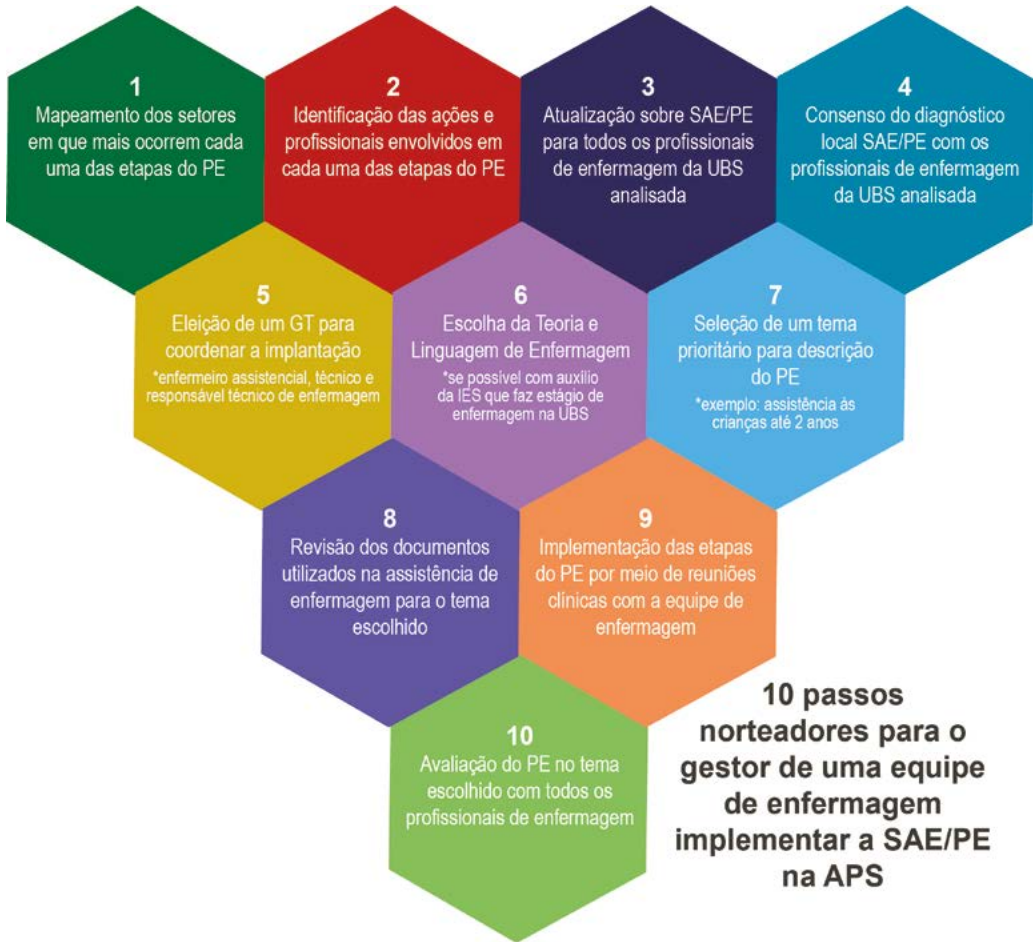 1
Mapeamento dos setores
em que mais ocorrem cada
uma das etapas do PE
2
Identificação das ações e
profissionais envolvidos em
cada uma das etapas do PE
3
Atualização sobre SAE/PE
para todos os profissionais
de enfermagem da UBS
analisada
4
Consenso do diagnóstico
local SAE/PE com os
profissionais de enfermagem
da UBS analisada
5
Eleição de um GT para
coordenar a implantação
*enfermeiro assistencial, técnico e
responsável técnico de enfermagem
6
Escolha da Teoria e
Linguagem de Enfermagem
*se possível com auxílio
da IES que faz estágio de
enfermagem na UBS
7
Seleção de um tema
prioritário para descrição
do PE
*exemplo: assistência às
crianças até 2 anos
8
Revisão dos documentos
utilizados na assistência de
enfermagem para o tema
escolhido
9
Implementação das etapas
do PE por meio de reuniões
clínicas com a equipe de
enfermagem
10
Avaliação do PE no tema
escolhido com todos os
profissionais de enfermagem
10 passos
norteadores para o
gestor de uma equipe
de enfermagem
implementar a SAE/PE
na APS